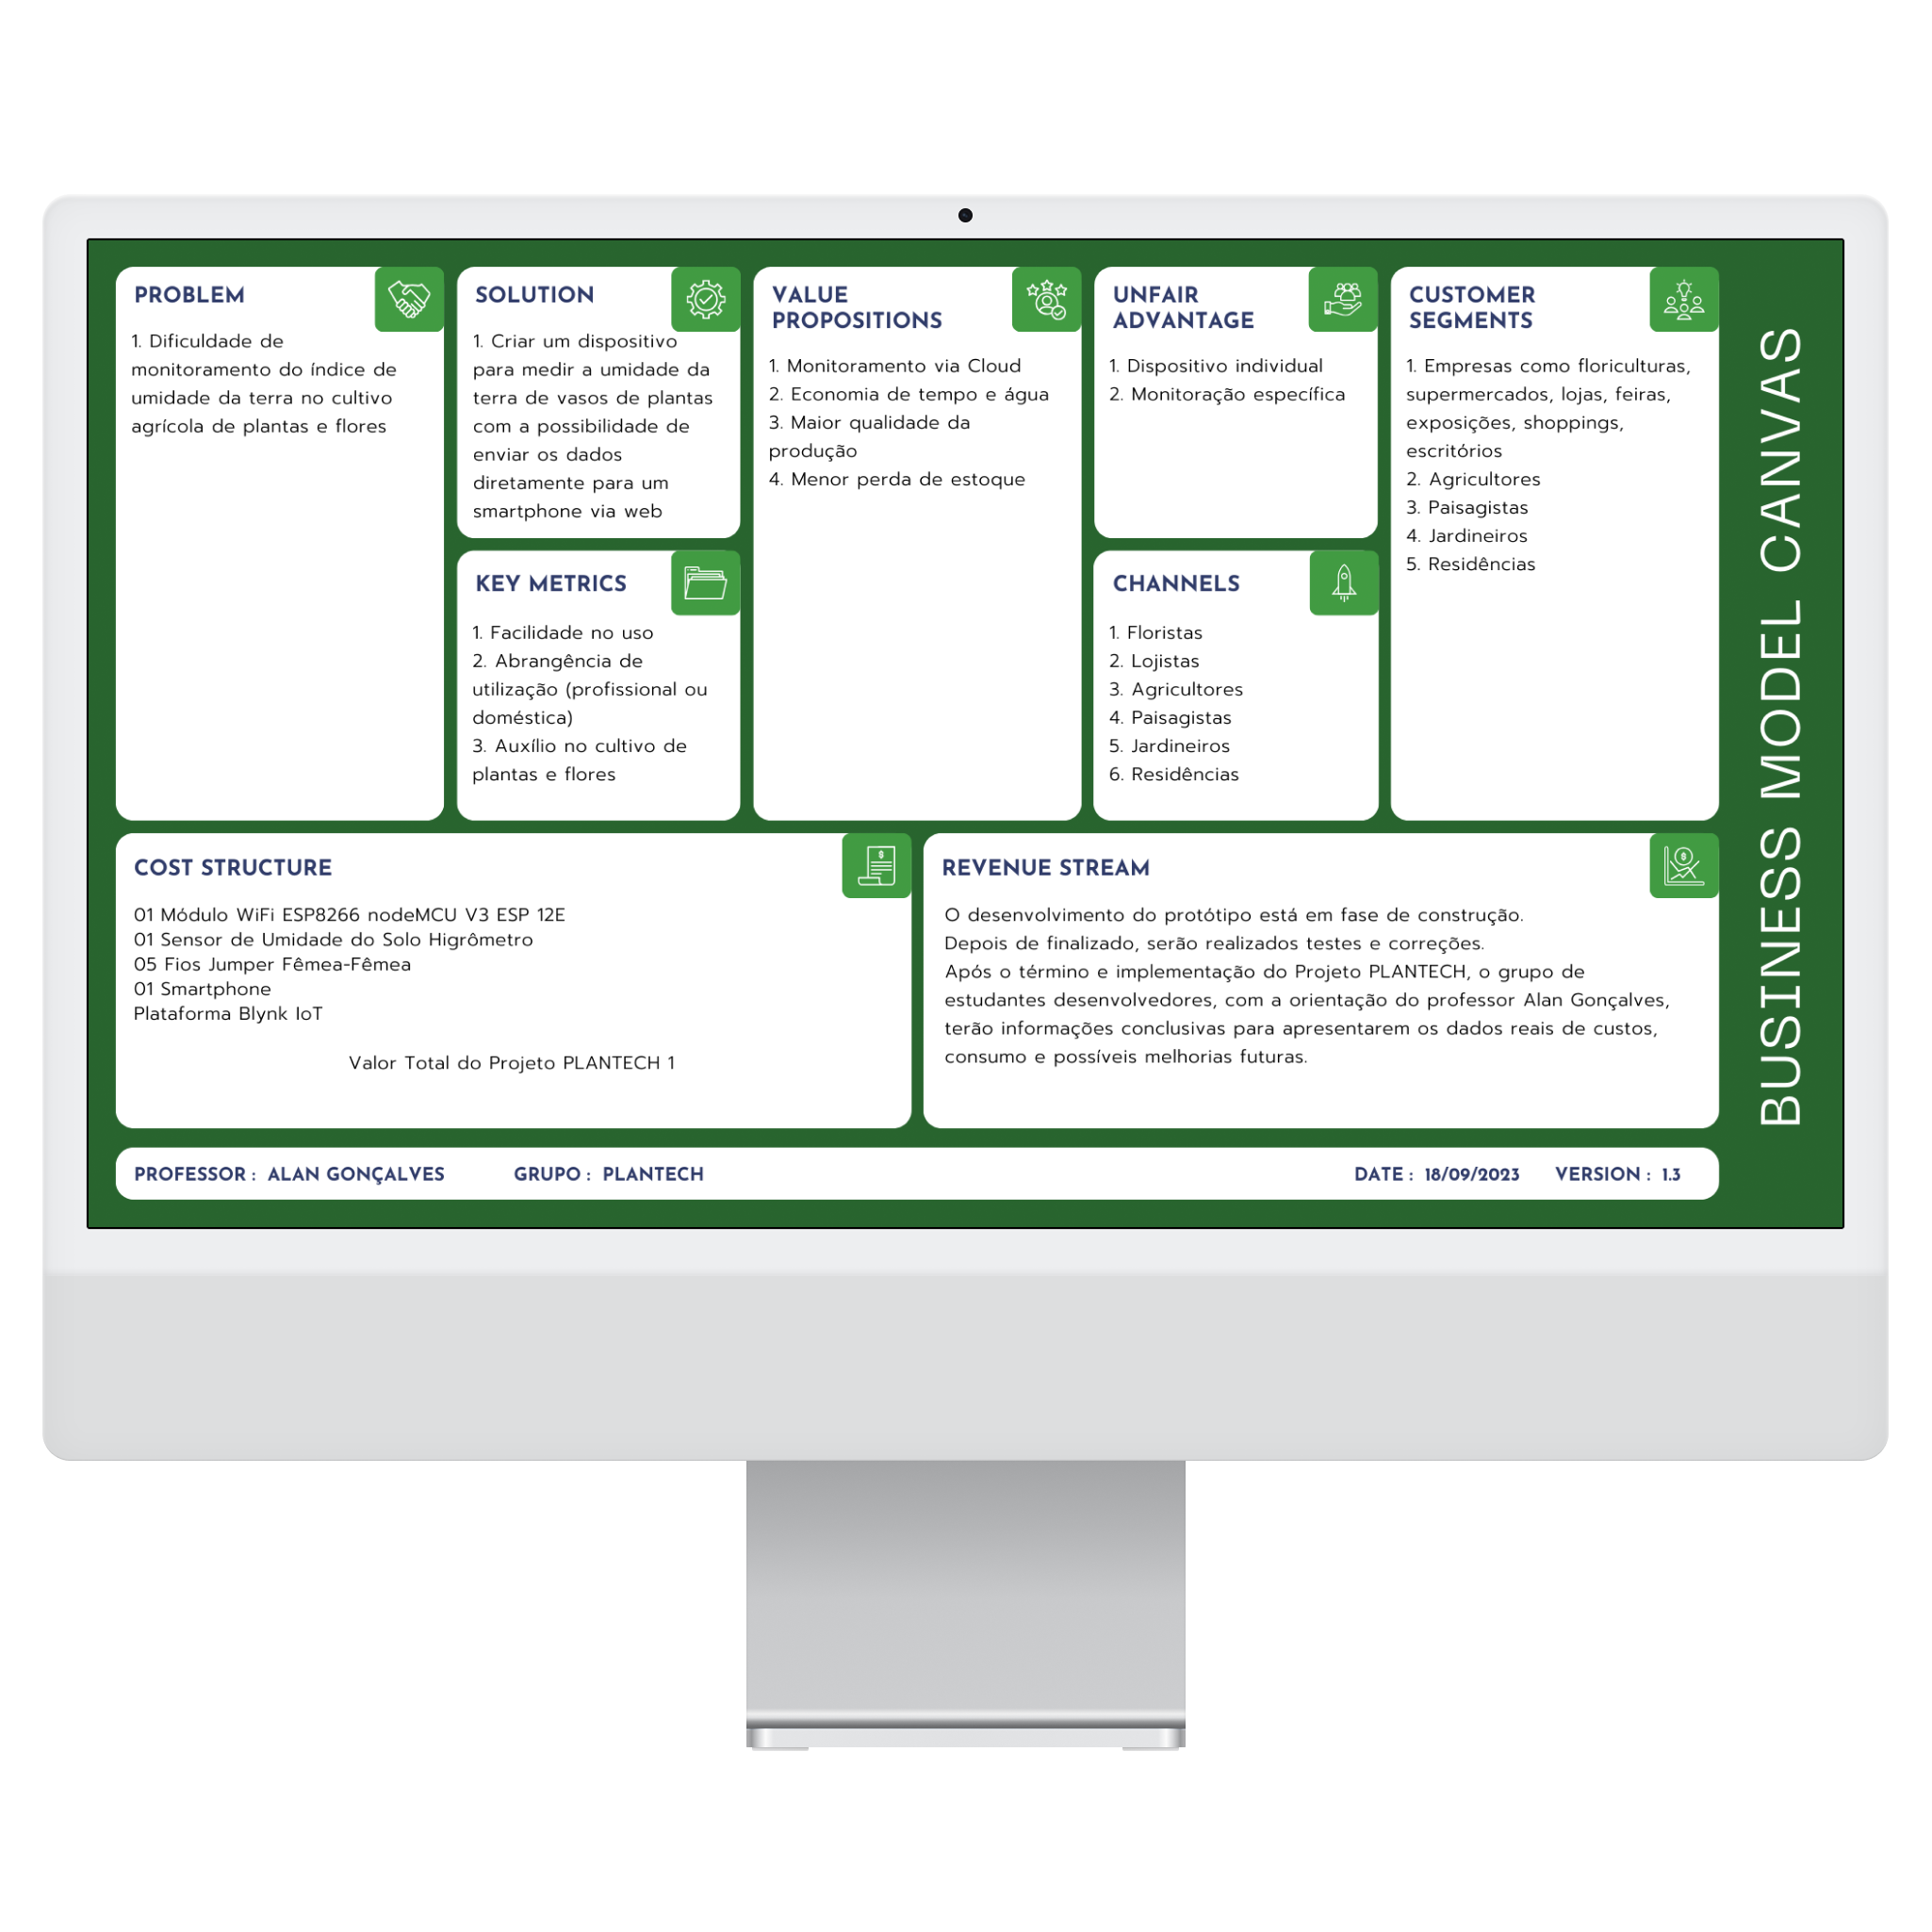 PROBLEM
1. Dificuldade de
monitoramento do índice de
umidade da terra no cultivo
agrícola de plantas e flores
SOLUTION
1. Criar um dispositivo
para medir a umidade da
terra de vasos de plantas
com a possibilidade de
enviar os dados
diretamente para um
smartphone via web
KEY METRICS
1. Facilidade no uso
2. Abrangência de
utilização (profissional ou
doméstica)
3. Auxílio no cultivo de
plantas e flores
VALUE
PROPOSITIONS
1. Monitoramento via Cloud
2. Economia de tempo e água
3. Maior qualidade da
produção
4. Menor perda de estoque
UNFAIR
ADVANTAGE
1. Dispositivo individual
2. Monitoração específica
CHANNELS
1. Floristas
2. Lojistas
3. Agricultores
4. Paisagistas
5. Jardineiros
6. Residências
CUSTOMER
SEGMENTS
1. Empresas como floriculturas,
supermercados, lojas, feiras,
exposições, shoppings,
escritórios
2. Agricultores
3. Paisagistas
4. Jardineiros
5. Residências
COST STRUCTURE
01 Módulo WiFi ESP8266 nodeMCU V3 ESP 12E
01 Sensor de Umidade do Solo Higrômetro
05 Fios Jumper Fêmea-Fêmea
01 Smartphone
Plataforma Blynk IoT
Valor Total do Projeto PLANTECH 1
REVENUE STREAM
O desenvolvimento do protótipo está em fase de construção.
Depois de finalizado, serão realizados testes e correções.
Após o término e implementação do Projeto PLANTECH, o grupo de
estudantes desenvolvedores, com a orientação do professor Alan Gonçalves,
terão informações conclusivas para apresentarem os dados reais de custos,
consumo e possíveis melhorias futuras.
PROFESSOR : ALAN GONÇALVES GRUPO : PLANTECH DATE : 18/09/2023 VERSION : 1.3
BUSINESS MODEL CANVAS